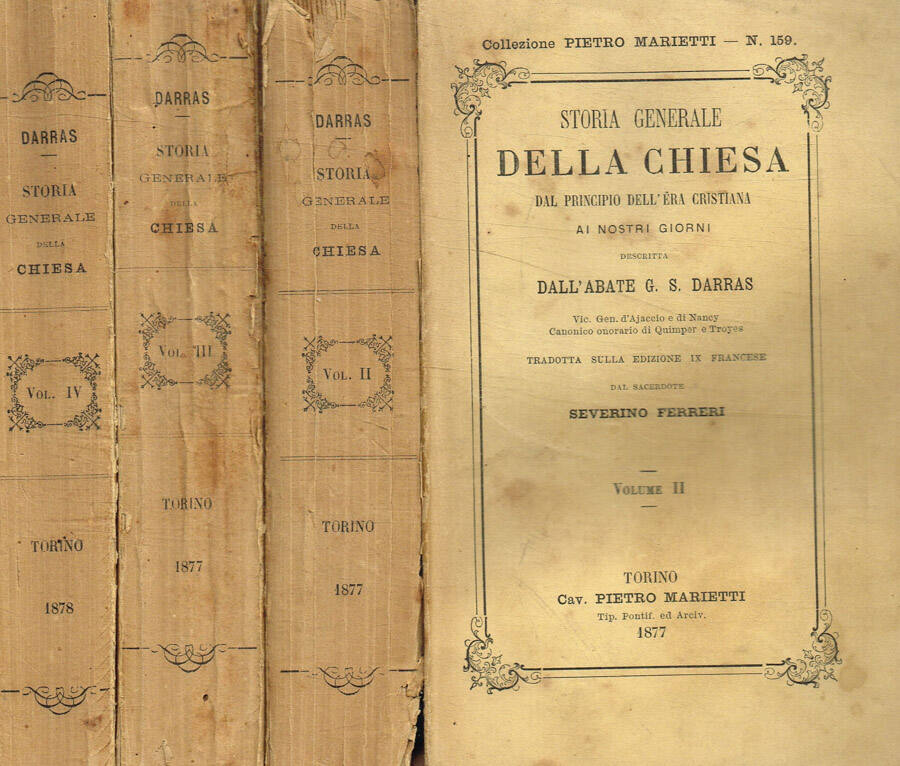 DARRAS
STORIA
GENERALE
DELLA
CHIESA
Vol. IV
TORINO
1878
DARRAS
STORIA
GENERALE
DELLA
CHIESA
Vol. III
TORINO
1877
DARRAS
STORIA
GENERALE
DELLA
CHIESA
Vol. II
TORINO
1877
Collezione PIETRO MARIETTI — N. 159.
STORIA GENERALE
DELLA CHIESA
DAL PRINCIPIO DELL'ÈRA CRISTIANA
AI NOSTRI GIORNI
DESCRITTA
DALL'ABATE G. S. DARRAS
Vic. Gen. d'Ajaccio e di Nancy
Canonico onorario di Quimper e Troyes
TRADOTTA SULLA EDIZIONE IX FRANCESE
DAL SACERDOTE
SEVERINO FERRERI
Volume II
TORINO
Cav. PIETRO MARIETTI
Tip. Pontif. ed Arciv.
1877